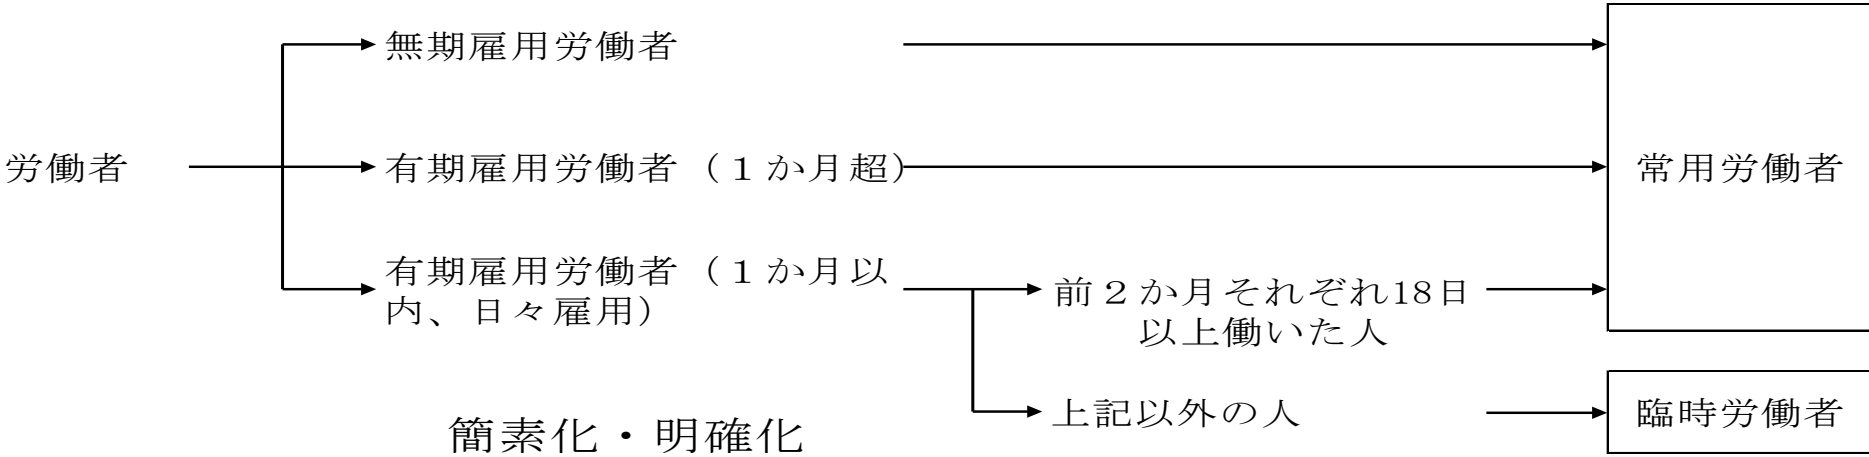 無期雇用労働者
労働者
有期雇用労働者（１か月超）
常用労働者
有期雇用労働者（１か月以
内、日々雇用）
前２か月それぞれ18日
以上働いた人
上記以外の人
臨時労働者
簡素化・明確化